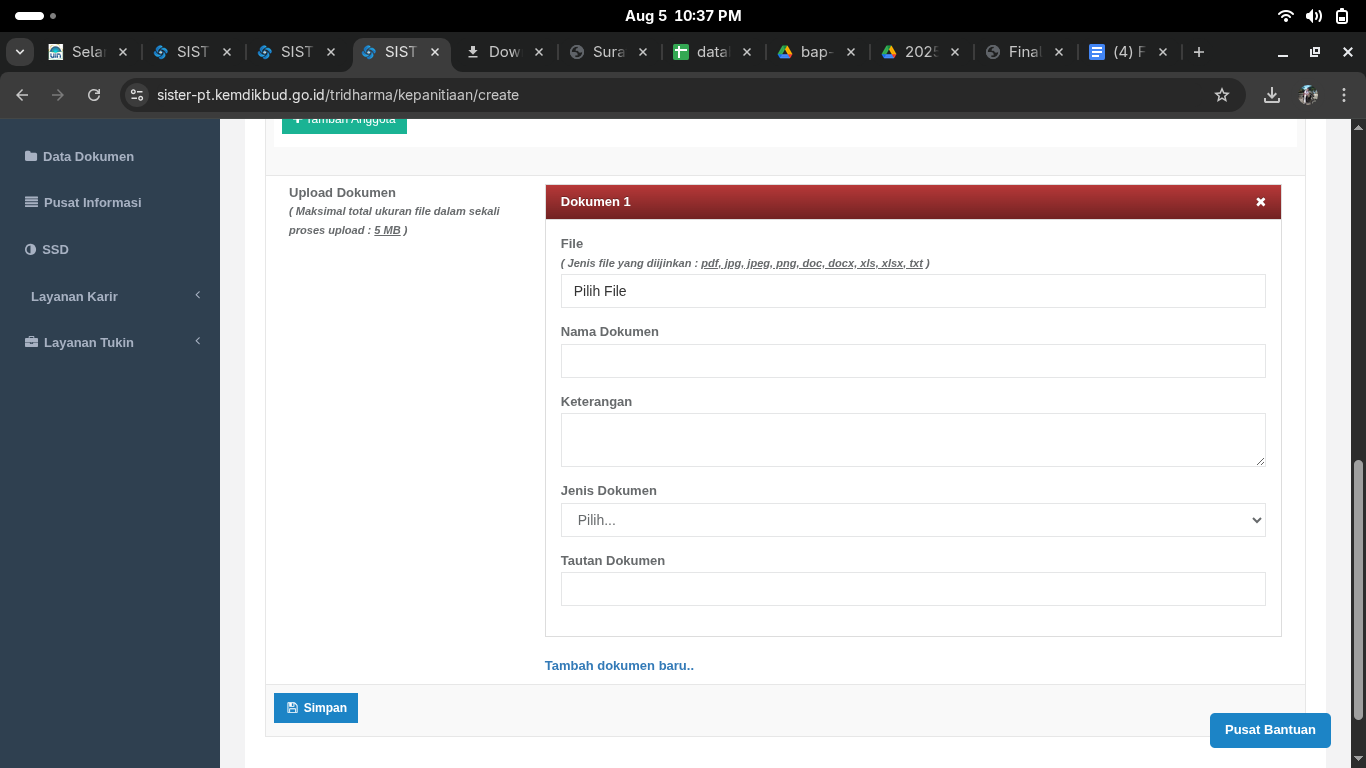 Aug 5 10:37 PM
Selar
SIST
SIST
SIST
Dow
Sura
data
bap-
2025
Final
(4) F
sister-pt.kemdikbud.go.id/tridharma/kepanitiaan/create
Data Dokumen
Pusat Informasi
SSD
Layanan Karir
Layanan Tukin
Tambah Anggota
Upload Dokumen
( Maksimal total ukuran file dalam sekali
proses upload : 5 MB )
Dokumen 1
File
( Jenis file yang diijinkan : pdf, jpg, jpeg, png, doc, docx, xls, xlsx, txt )
Pilih File
Nama Dokumen
Keterangan
Jenis Dokumen
Pilih...
Tautan Dokumen
Tambah dokumen baru..
Simpan
Pusat Bantuan